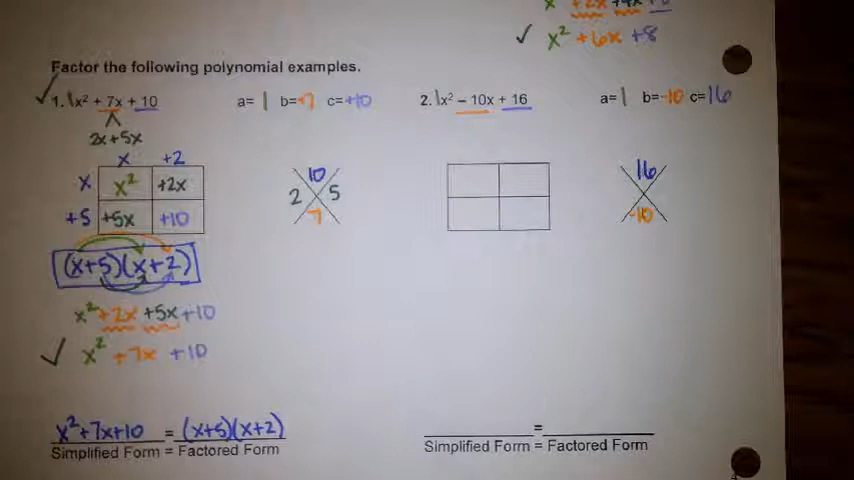 x² +6x +8
Factor the following polynomial examples.
1. 1x² + 7x + 10 a= 1 b=+7 c=+10
2x+5x
x +2
x x² +2x
+5 +5x +10
10
2 5
7
(x+5)(x+2)
x² +2x +5x +10
x² +7x +10
x²+7x+10 = (x+5)(x+2)
Simplified Form = Factored Form
2. 1x² – 10x + 16 a= 1 b=-10 c=16
16
-10
=
Simplified Form = Factored Form